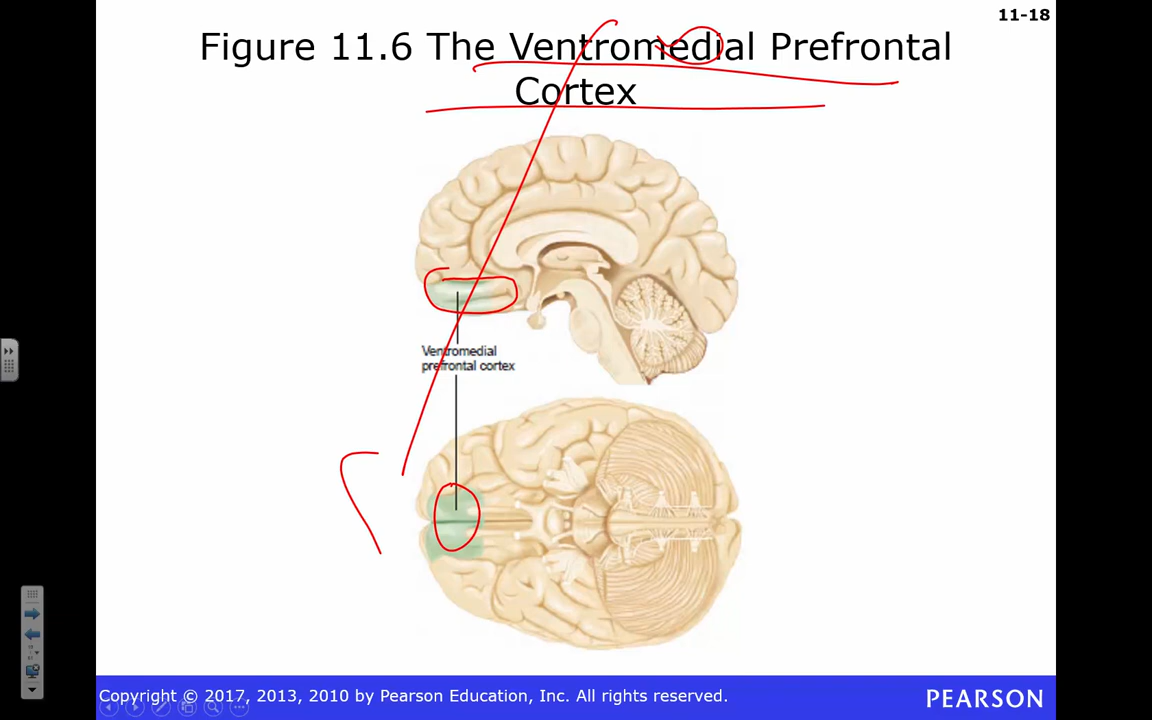 11-18
Figure 11.6 The Ventromedial Prefrontal
Cortex
Ventromedial
prefrontal cortex
Copyright © 2017, 2013, 2010 by Pearson Education, Inc. All rights reserved.
PEARSON